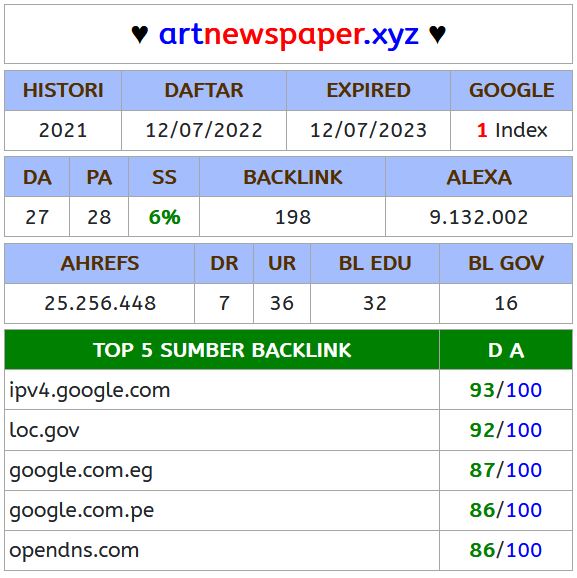 ♥ artnewspaper.xyz ♥
HISTORI DAFTAR EXPIRED GOOGLE
2021 12/07/2022 12/07/2023 1 Index
DA PA SS BACKLINK ALEXA
27 28 6% 198 9.132.002
AHREFS DR UR BL EDU BL GOV
25.256.448 7 36 32 16
TOP 5 SUMBER BACKLINK D A
ipv4.google.com 93/100
loc.gov 92/100
google.com.eg 87/100
google.com.pe 86/100
opendns.com 86/100